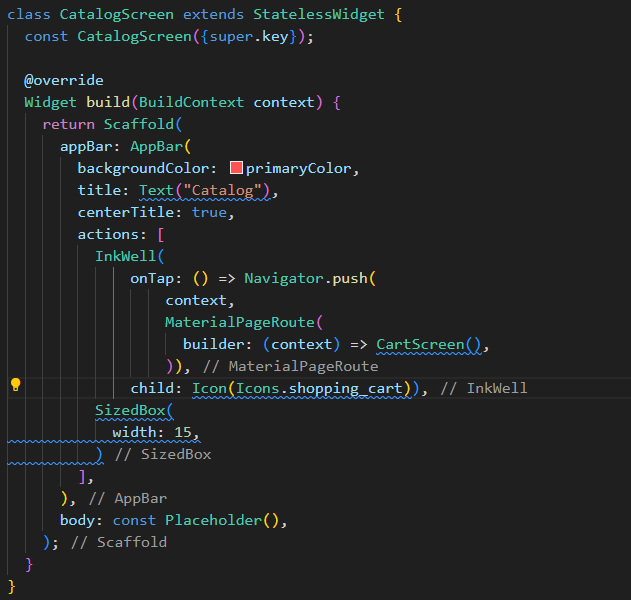 class CatalogScreen extends StatelessWidget {
  const CatalogScreen({super.key});

  @override
  Widget build(BuildContext context) {
    return Scaffold(
      appBar: AppBar(
        backgroundColor: primaryColor,
        title: Text("Catalog"),
        centerTitle: true,
        actions: [
          InkWell(
              onTap: () => Navigator.push(
                  context,
                  MaterialPageRoute(
                    builder: (context) => CartScreen(),
                  )), // MaterialPageRoute
              child: Icon(Icons.shopping_cart)), // InkWell
          SizedBox(
            width: 15,
          ) // SizedBox
        ],
      ), // AppBar
      body: const Placeholder(),
    ); // Scaffold
  }
}